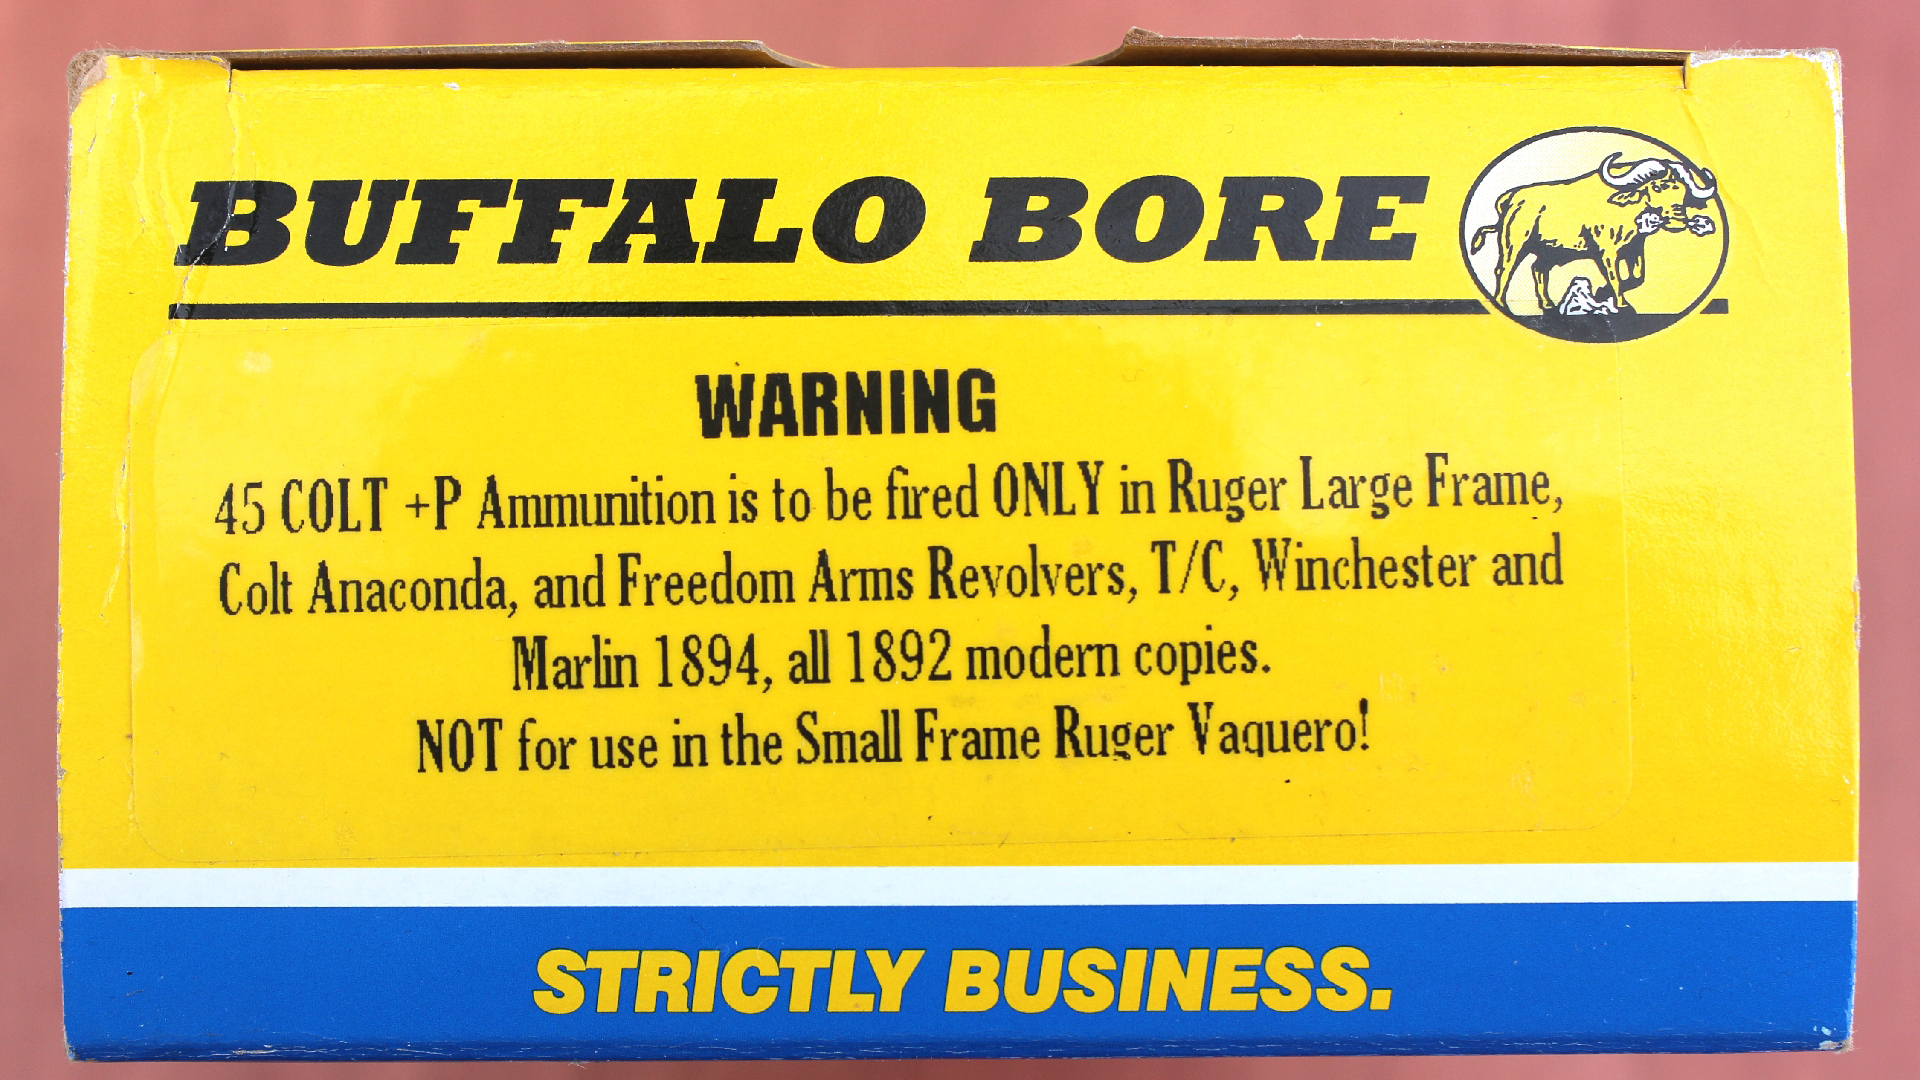 BUFFALO BORE
WARNING
45 COLT +P Ammunition is to be fired ONLY in Ruger Large Frame,
Colt Anaconda, and Freedom Arms Revolvers, T/C, Winchester and
Marlin 1894, all 1892 modern copies.
NOT for use in the Small Frame Ruger Vaquero!
STRICTLY BUSINESS.